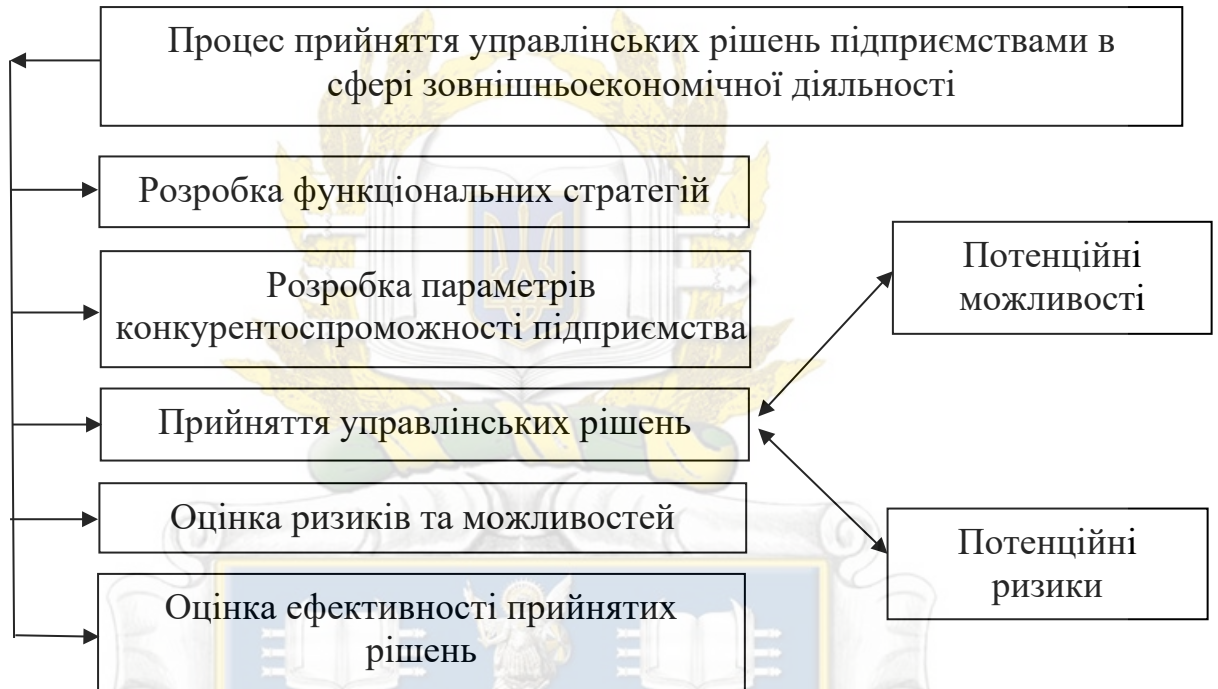 Процес прийняття управлінських рішень підприємствами в
сфері зовнішньоекономічної діяльності
Розробка функціональних стратегій
Розробка параметрів
конкурентоспроможності підприємства
Прийняття управлінських рішень
Оцінка ризиків та можливостей
Оцінка ефективності прийнятих
рішень
Потенційні
можливості
Потенційні
ризики